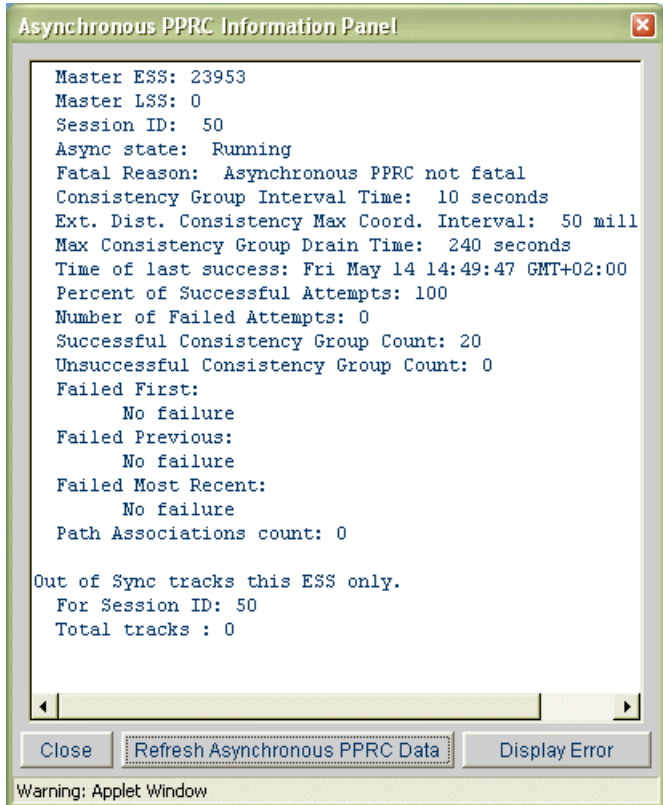 Asynchronous PPRC Information Panel
Master ESS: 23953
Master LSS: 0
Session ID: 50
Async state: Running
Fatal Reason: Asynchronous PPRC not fatal
Consistency Group Interval Time: 10 seconds
Ext. Dist. Consistency Max Coord. Interval: 50 mill
Max Consistency Group Drain Time: 240 seconds
Time of last success: Fri May 14 14:49:47 GMT+02:00
Percent of Successful Attempts: 100
Number of Failed Attempts: 0
Successful Consistency Group Count: 20
Unsuccessful Consistency Group Count: 0
Failed First:
No failure
Failed Previous:
No failure
Failed Most Recent:
No failure
Path Associations count: 0
Out of Sync tracks this ESS only.
For Session ID: 50
Total tracks : 0
Close Refresh Asynchronous PPRC Data Display Error
Warning: Applet Window